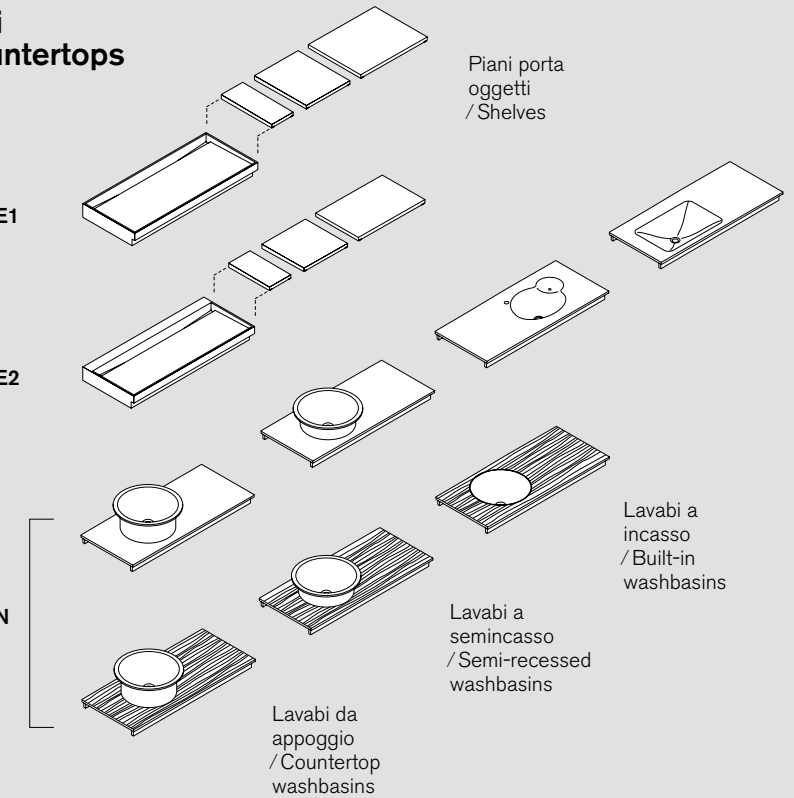 i
untertops
Piani porta
oggetti
/ Shelves
E1
E2
Lavabi a
incasso
/ Built-in
washbasins
N
Lavabi a
semincasso
/ Semi-recessed
washbasins
Lavabi da
appoggio
/ Countertop
washbasins